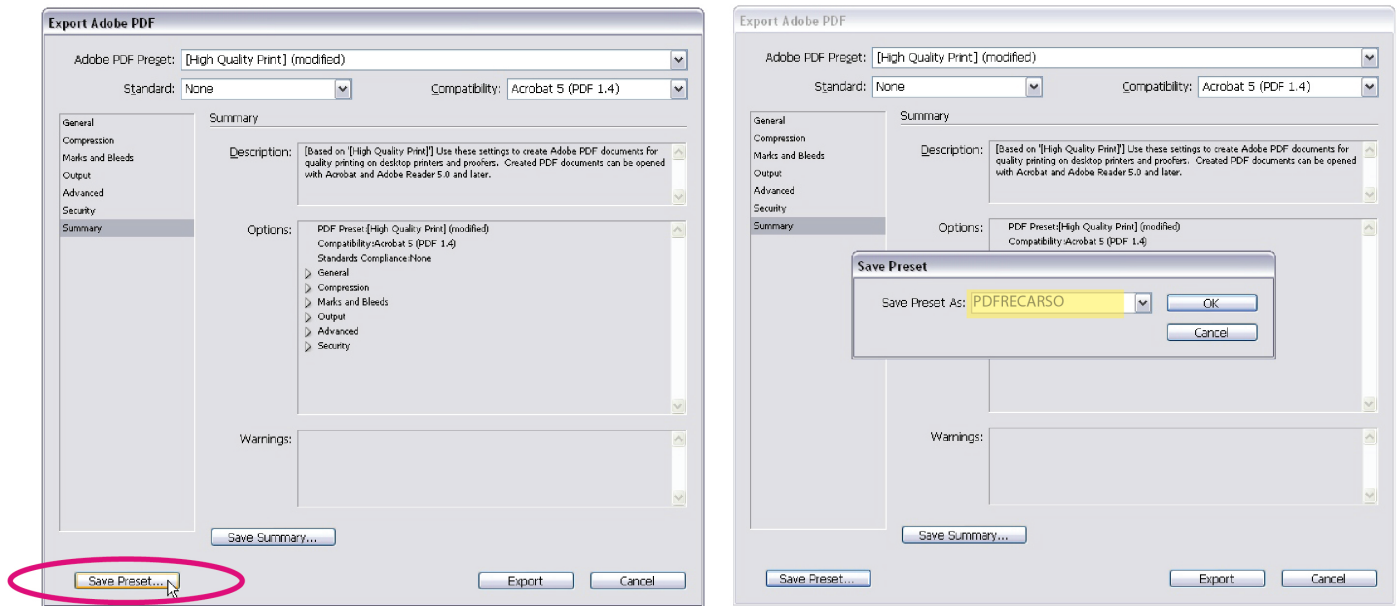 Export Adobe PDF
Adobe PDF Preset: [High Quality Print] (modified)
Standard: None Compatibility: Acrobat 5 (PDF 1.4)
General
Compression
Marks and Bleeds
Output
Advanced
Security
Summary
Summary
Description: [Based on '[High Quality Print]'] Use these settings to create Adobe PDF documents for
quality printing on desktop printers and proofers. Created PDF documents can be opened
with Acrobat and Adobe Reader 5.0 and later.
Options: PDF Preset:[High Quality Print] (modified)
Compatibility:Acrobat 5 (PDF 1.4)
Standards Compliance:None
General
Compression
Marks and Bleeds
Output
Advanced
Security
Warnings:
Save Summary...
Save Preset... Export Cancel
Export Adobe PDF
Adobe PDF Preset: [High Quality Print] (modified)
Standard: None Compatibility: Acrobat 5 (PDF 1.4)
General
Compression
Marks and Bleeds
Output
Advanced
Security
Summary
Summary
Description: [Based on '[High Quality Print]'] Use these settings to create Adobe PDF documents for
quality printing on desktop printers and proofers. Created PDF documents can be opened
with Acrobat and Adobe Reader 5.0 and later.
Options: PDF Preset:[High Quality Print] (modified)
Compatibility:Acrobat 5 (PDF 1.4)
Save Preset
Save Preset As: PDFRECARSO OK
Cancel
Warnings:
Save Summary...
Save Preset... Export Cancel